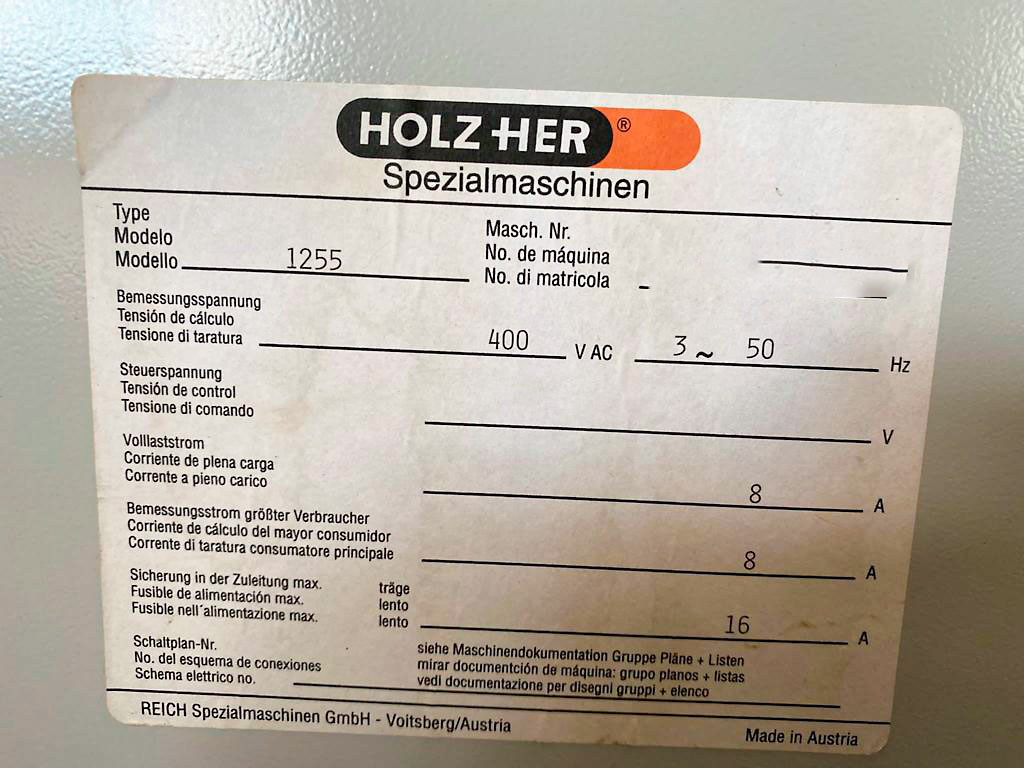 HOLZ-HER®
Spezialmaschinen
Type
Modelo
Modello 1255
Masch. Nr.
No. de máquina
No. di matricola
Bemessungsspannung
Tensión de cálculo
Tensione di taratura 400 V AC 3~ 50 Hz
Steuerspannung
Tensión de control
Tensione di comando V
Volllaststrom
Corriente de plena carga
Corrente a pieno carico 8 A
Bemessungsstrom größter Verbraucher
Corriente de cálculo del mayor consumidor
Corrente di taratura consumatore principale 8 A
Sicherung in der Zuleitung max. träge
Fusible de alimentación max. lento
Fusible nell´alimentazione max. lento 16 A
Schaltplan-Nr. siehe Maschinendokumentation Gruppe Pläne + Listen
No. del esquema de conexiones mirar documentción de máquina: grupo planos + listas
Schema elettrico no. vedi documentazione per disegni gruppi + elenco
REICH Spezialmaschinen GmbH - Voitsberg/Austria
Made in Austria